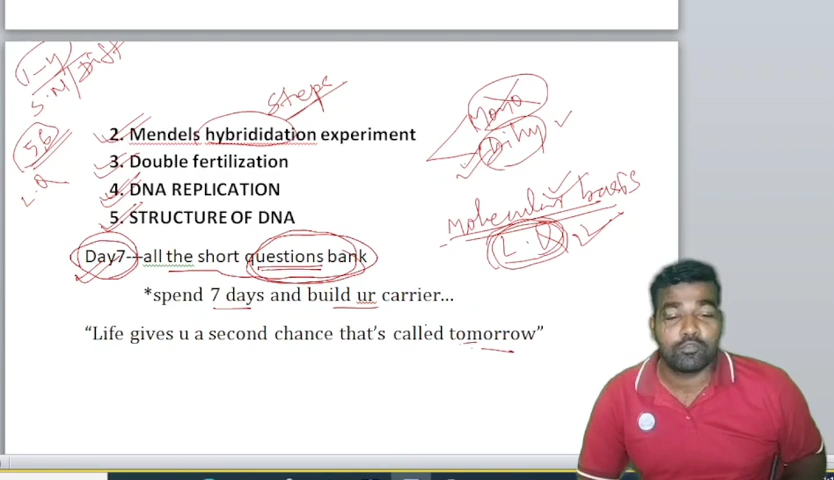 Steps
Mono
2. Mendels hybrididation experiment
Dihy
3. Double fertilization
4. DNA REPLICATION
Molecular basis
5. STRUCTURE OF DNA
Day7--all the short questions bank
*spend 7 days and build ur carrier...
“Life gives u a second chance that’s called tomorrow”